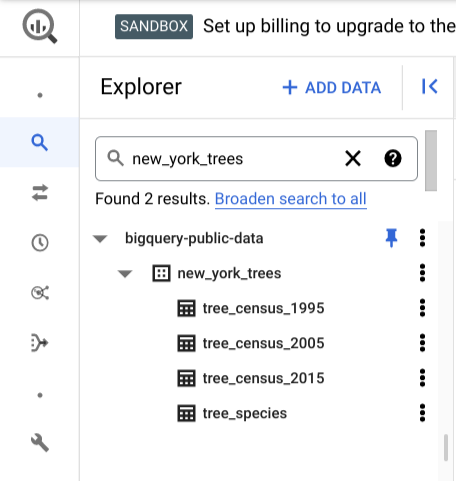 SANDBOX Set up billing to upgrade to the
Explorer + ADD DATA
new_york_trees
Found 2 results. Broaden search to all
bigquery-public-data
new_york_trees
tree_census_1995
tree_census_2005
tree_census_2015
tree_species